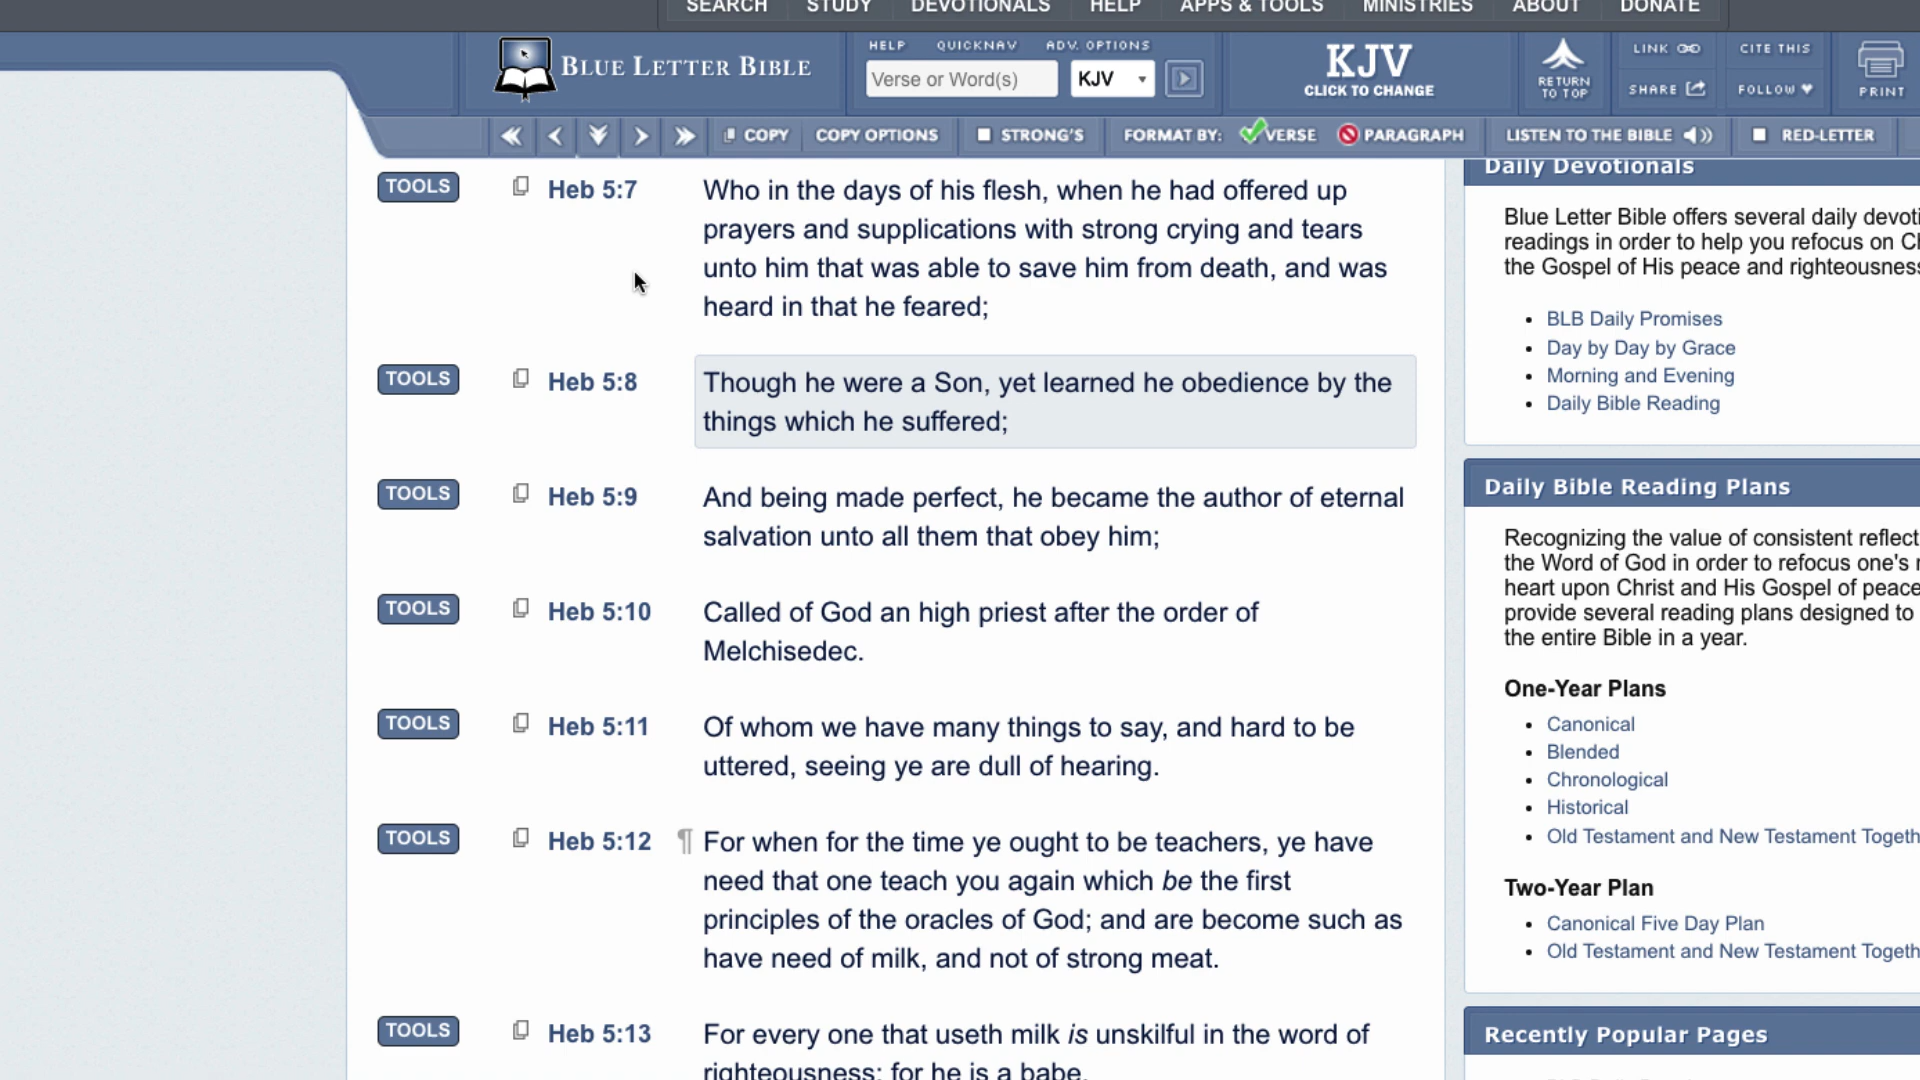 SEARCH STUDY DEVOTIONALS HELP APPS & TOOLS MINISTRIES ABOUT DONATE
BLUE LETTER BIBLE
HELP QUICKNAV ADV. OPTIONS
Verse or Word(s) KJV
KJV
CLICK TO CHANGE
RETURN
TO TOP
LINK CITE THIS
SHARE FOLLOW
PRINT
COPY COPY OPTIONS STRONG'S FORMAT BY: VERSE PARAGRAPH LISTEN TO THE BIBLE RED-LETTER
TOOLS Heb 5:7 Who in the days of his flesh, when he had offered up
prayers and supplications with strong crying and tears
unto him that was able to save him from death, and was
heard in that he feared;
TOOLS Heb 5:8 Though he were a Son, yet learned he obedience by the
things which he suffered;
TOOLS Heb 5:9 And being made perfect, he became the author of eternal
salvation unto all them that obey him;
TOOLS Heb 5:10 Called of God an high priest after the order of
Melchisedec.
TOOLS Heb 5:11 Of whom we have many things to say, and hard to be
uttered, seeing ye are dull of hearing.
TOOLS Heb 5:12 ¶ For when for the time ye ought to be teachers, ye have
need that one teach you again which be the first
principles of the oracles of God; and are become such as
have need of milk, and not of strong meat.
TOOLS Heb 5:13 For every one that useth milk is unskilful in the word of
righteousness: for he is a babe.
Daily Devotionals
Blue Letter Bible offers several daily devoti
readings in order to help you refocus on C
the Gospel of His peace and righteousness
• BLB Daily Promises
• Day by Day by Grace
• Morning and Evening
• Daily Bible Reading
Daily Bible Reading Plans
Recognizing the value of consistent reflect
the Word of God in order to refocus one's
heart upon Christ and His Gospel of peace
provide several reading plans designed to
the entire Bible in a year.
One-Year Plans
• Canonical
• Blended
• Chronological
• Historical
• Old Testament and New Testament Togeth
Two-Year Plan
• Canonical Five Day Plan
• Old Testament and New Testament Togeth
Recently Popular Pages